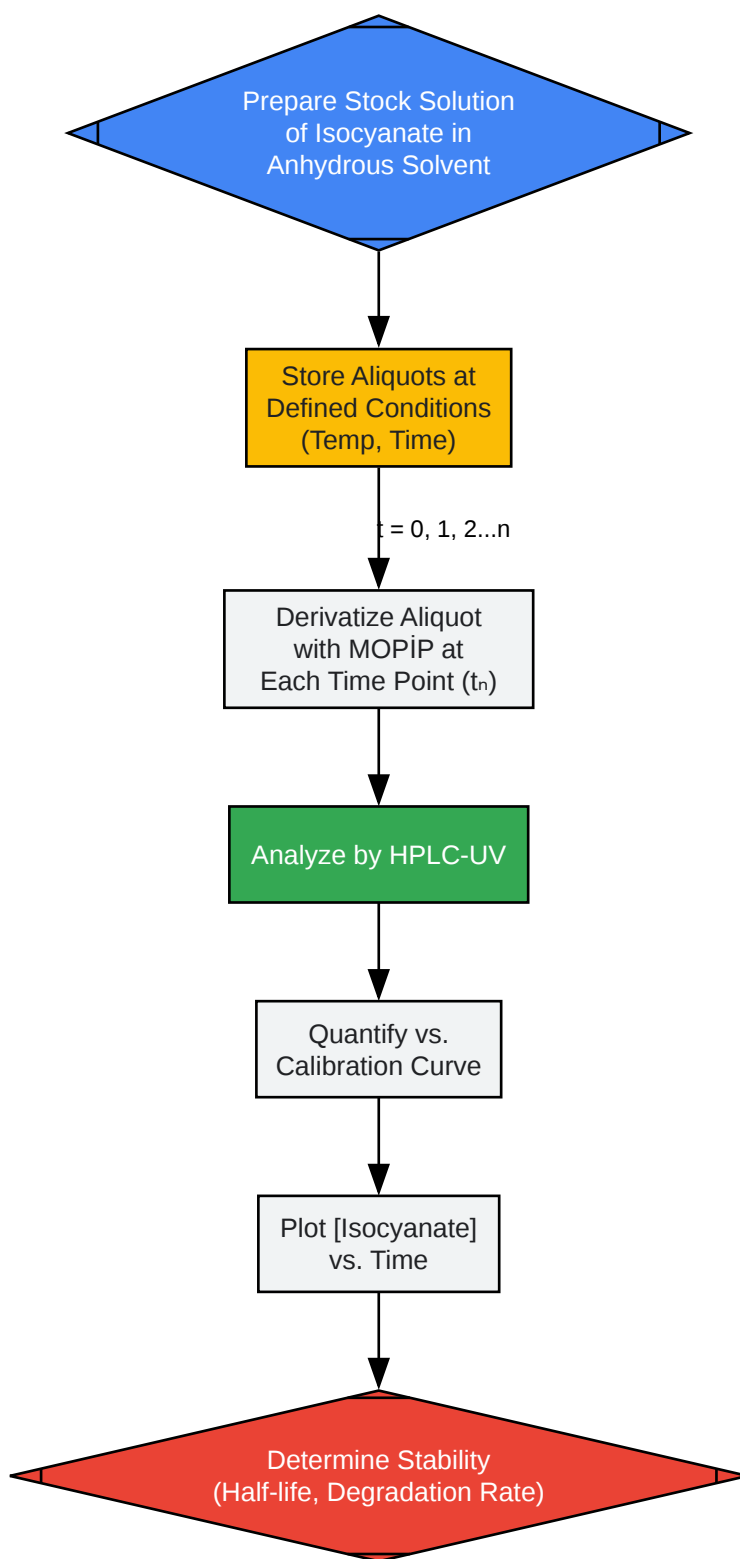 Prepare Stock Solution
of Isocyanate in
Anhydrous Solvent
Store Aliquots at
Defined Conditions
(Temp, Time)
t = 0, 1, 2...n
Derivatize Aliquot
with MOPİP at
Each Time Point (tₙ)
Analyze by HPLC-UV
Quantify vs.
Calibration Curve
Plot [Isocyanate]
vs. Time
Determine Stability
(Half-life, Degradation Rate)